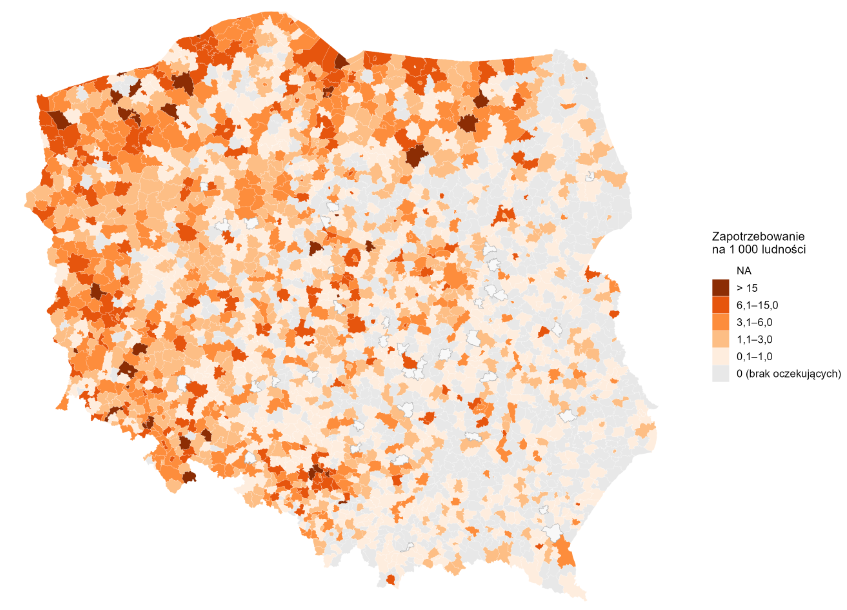 Zapotrzebowanie
na 1 000 ludności
NA
> 15
6,1–15,0
3,1–6,0
1,1–3,0
0,1–1,0
0 (brak oczekujących)